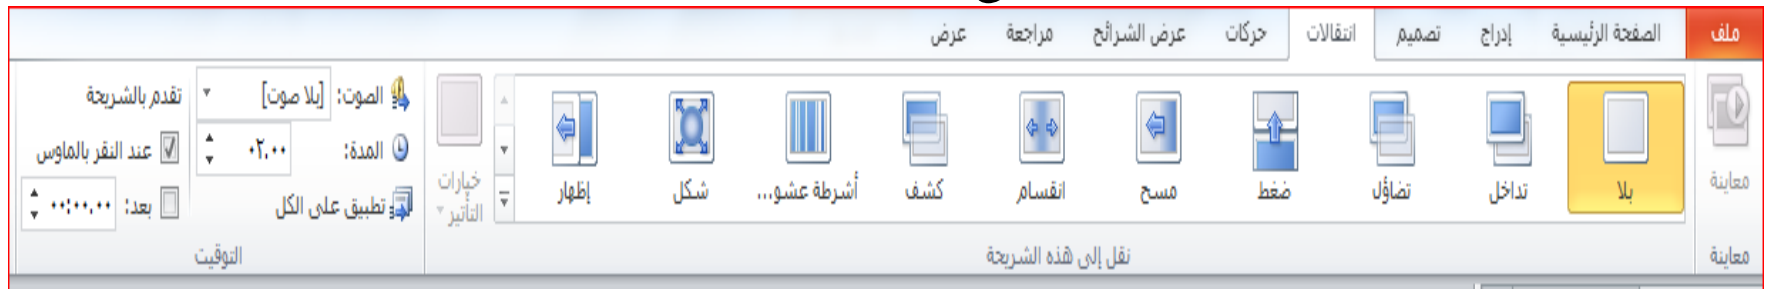 ملف الصفحة الرئيسية إدراج تصميم انتقالات حركات عرض الشرائح مراجعة عرض
معاينة
بلا تداخل تضاؤل ضغط مسح انقسام كشف أشرطة عشو... شكل إظهار
خيارات التأثير
الصوت: [بلا صوت]
المدة: ٠٢.٠٠
تطبيق على الكل
تقدم بالشريحة
عند النقر بالماوس
بعد: ٠٠:٠٠.٠٠
معاينة نقل إلى هذه الشريحة التوقيت